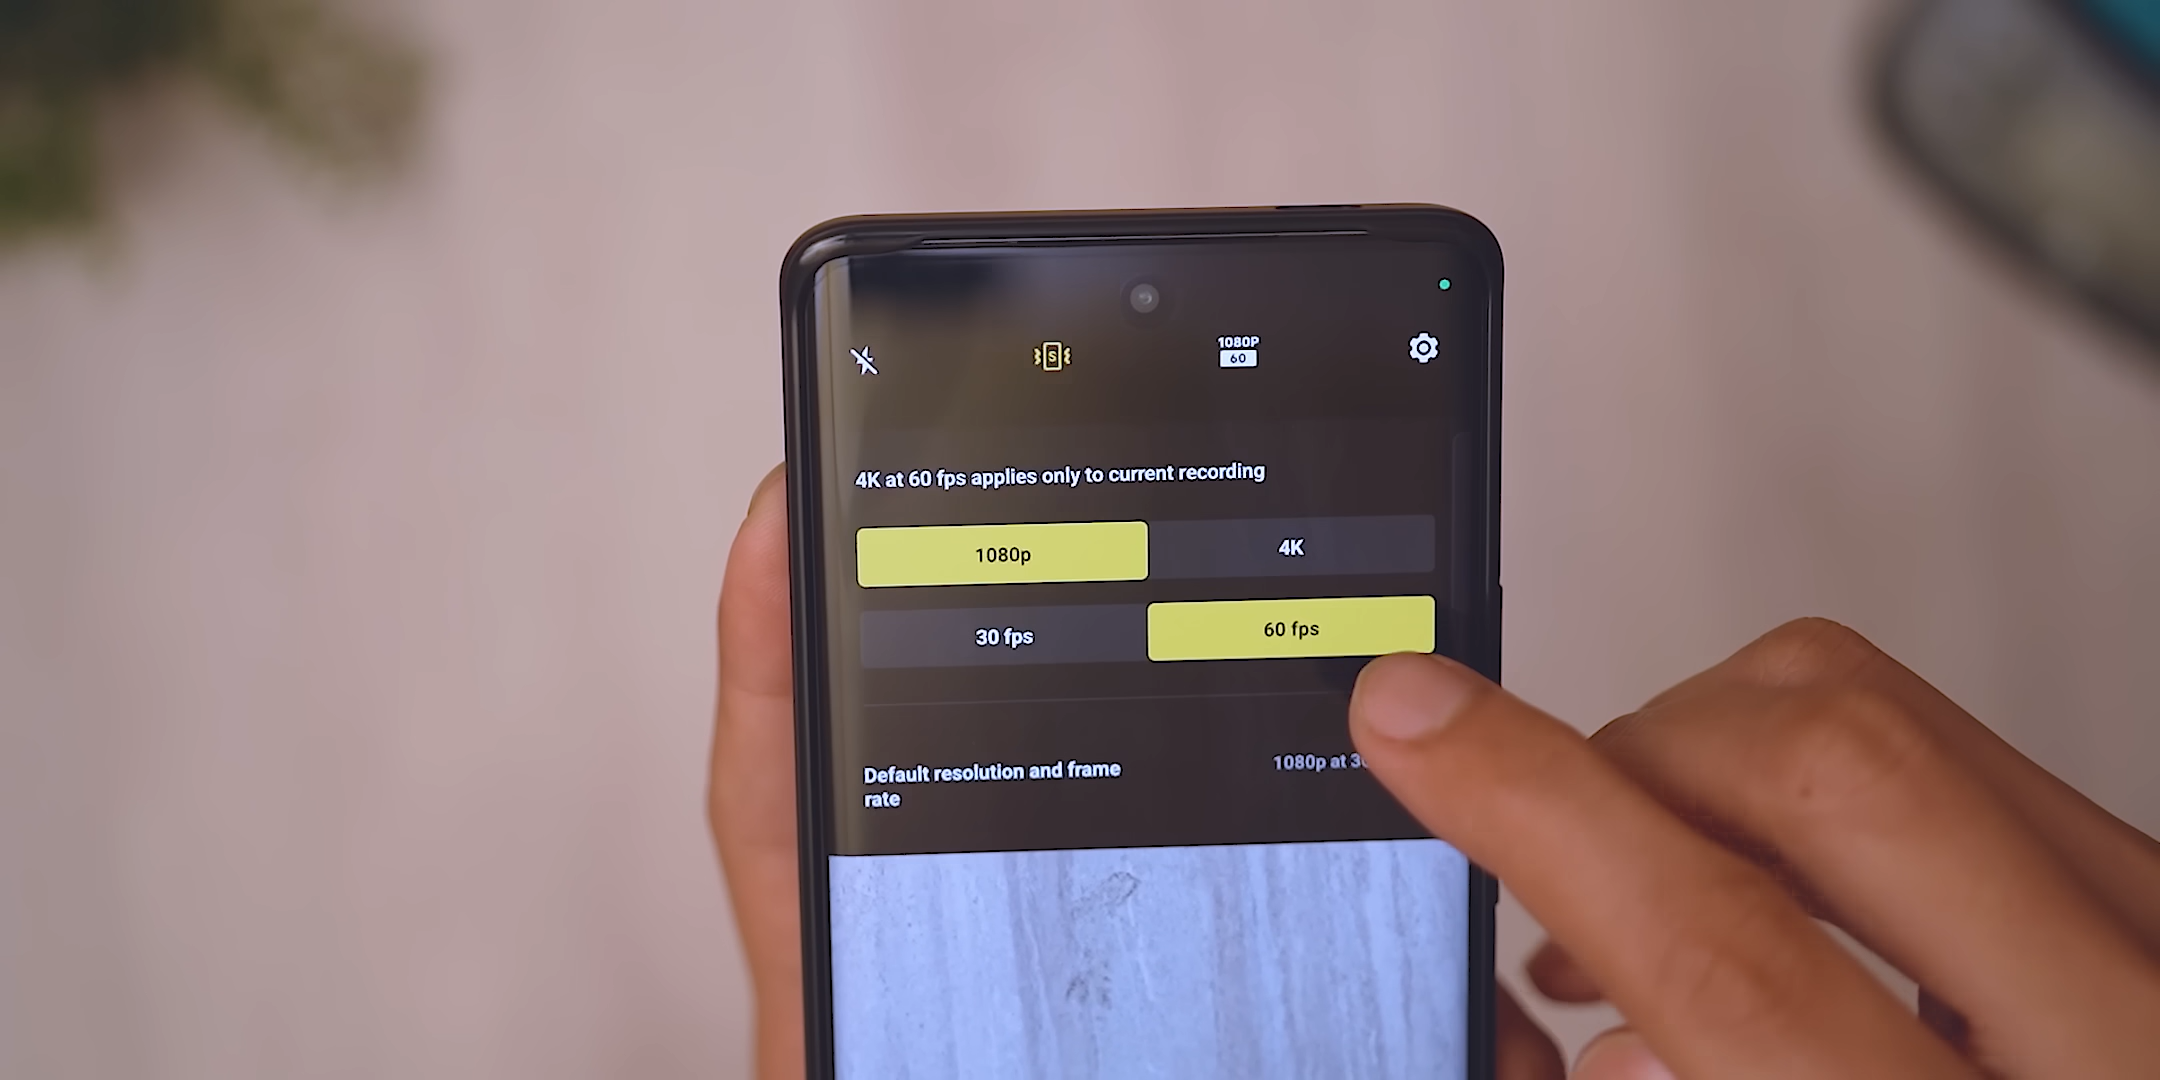 1080P
60
4K at 60 fps applies only to current recording
1080p
4K
30 fps
60 fps
Default resolution and frame
rate
1080p at